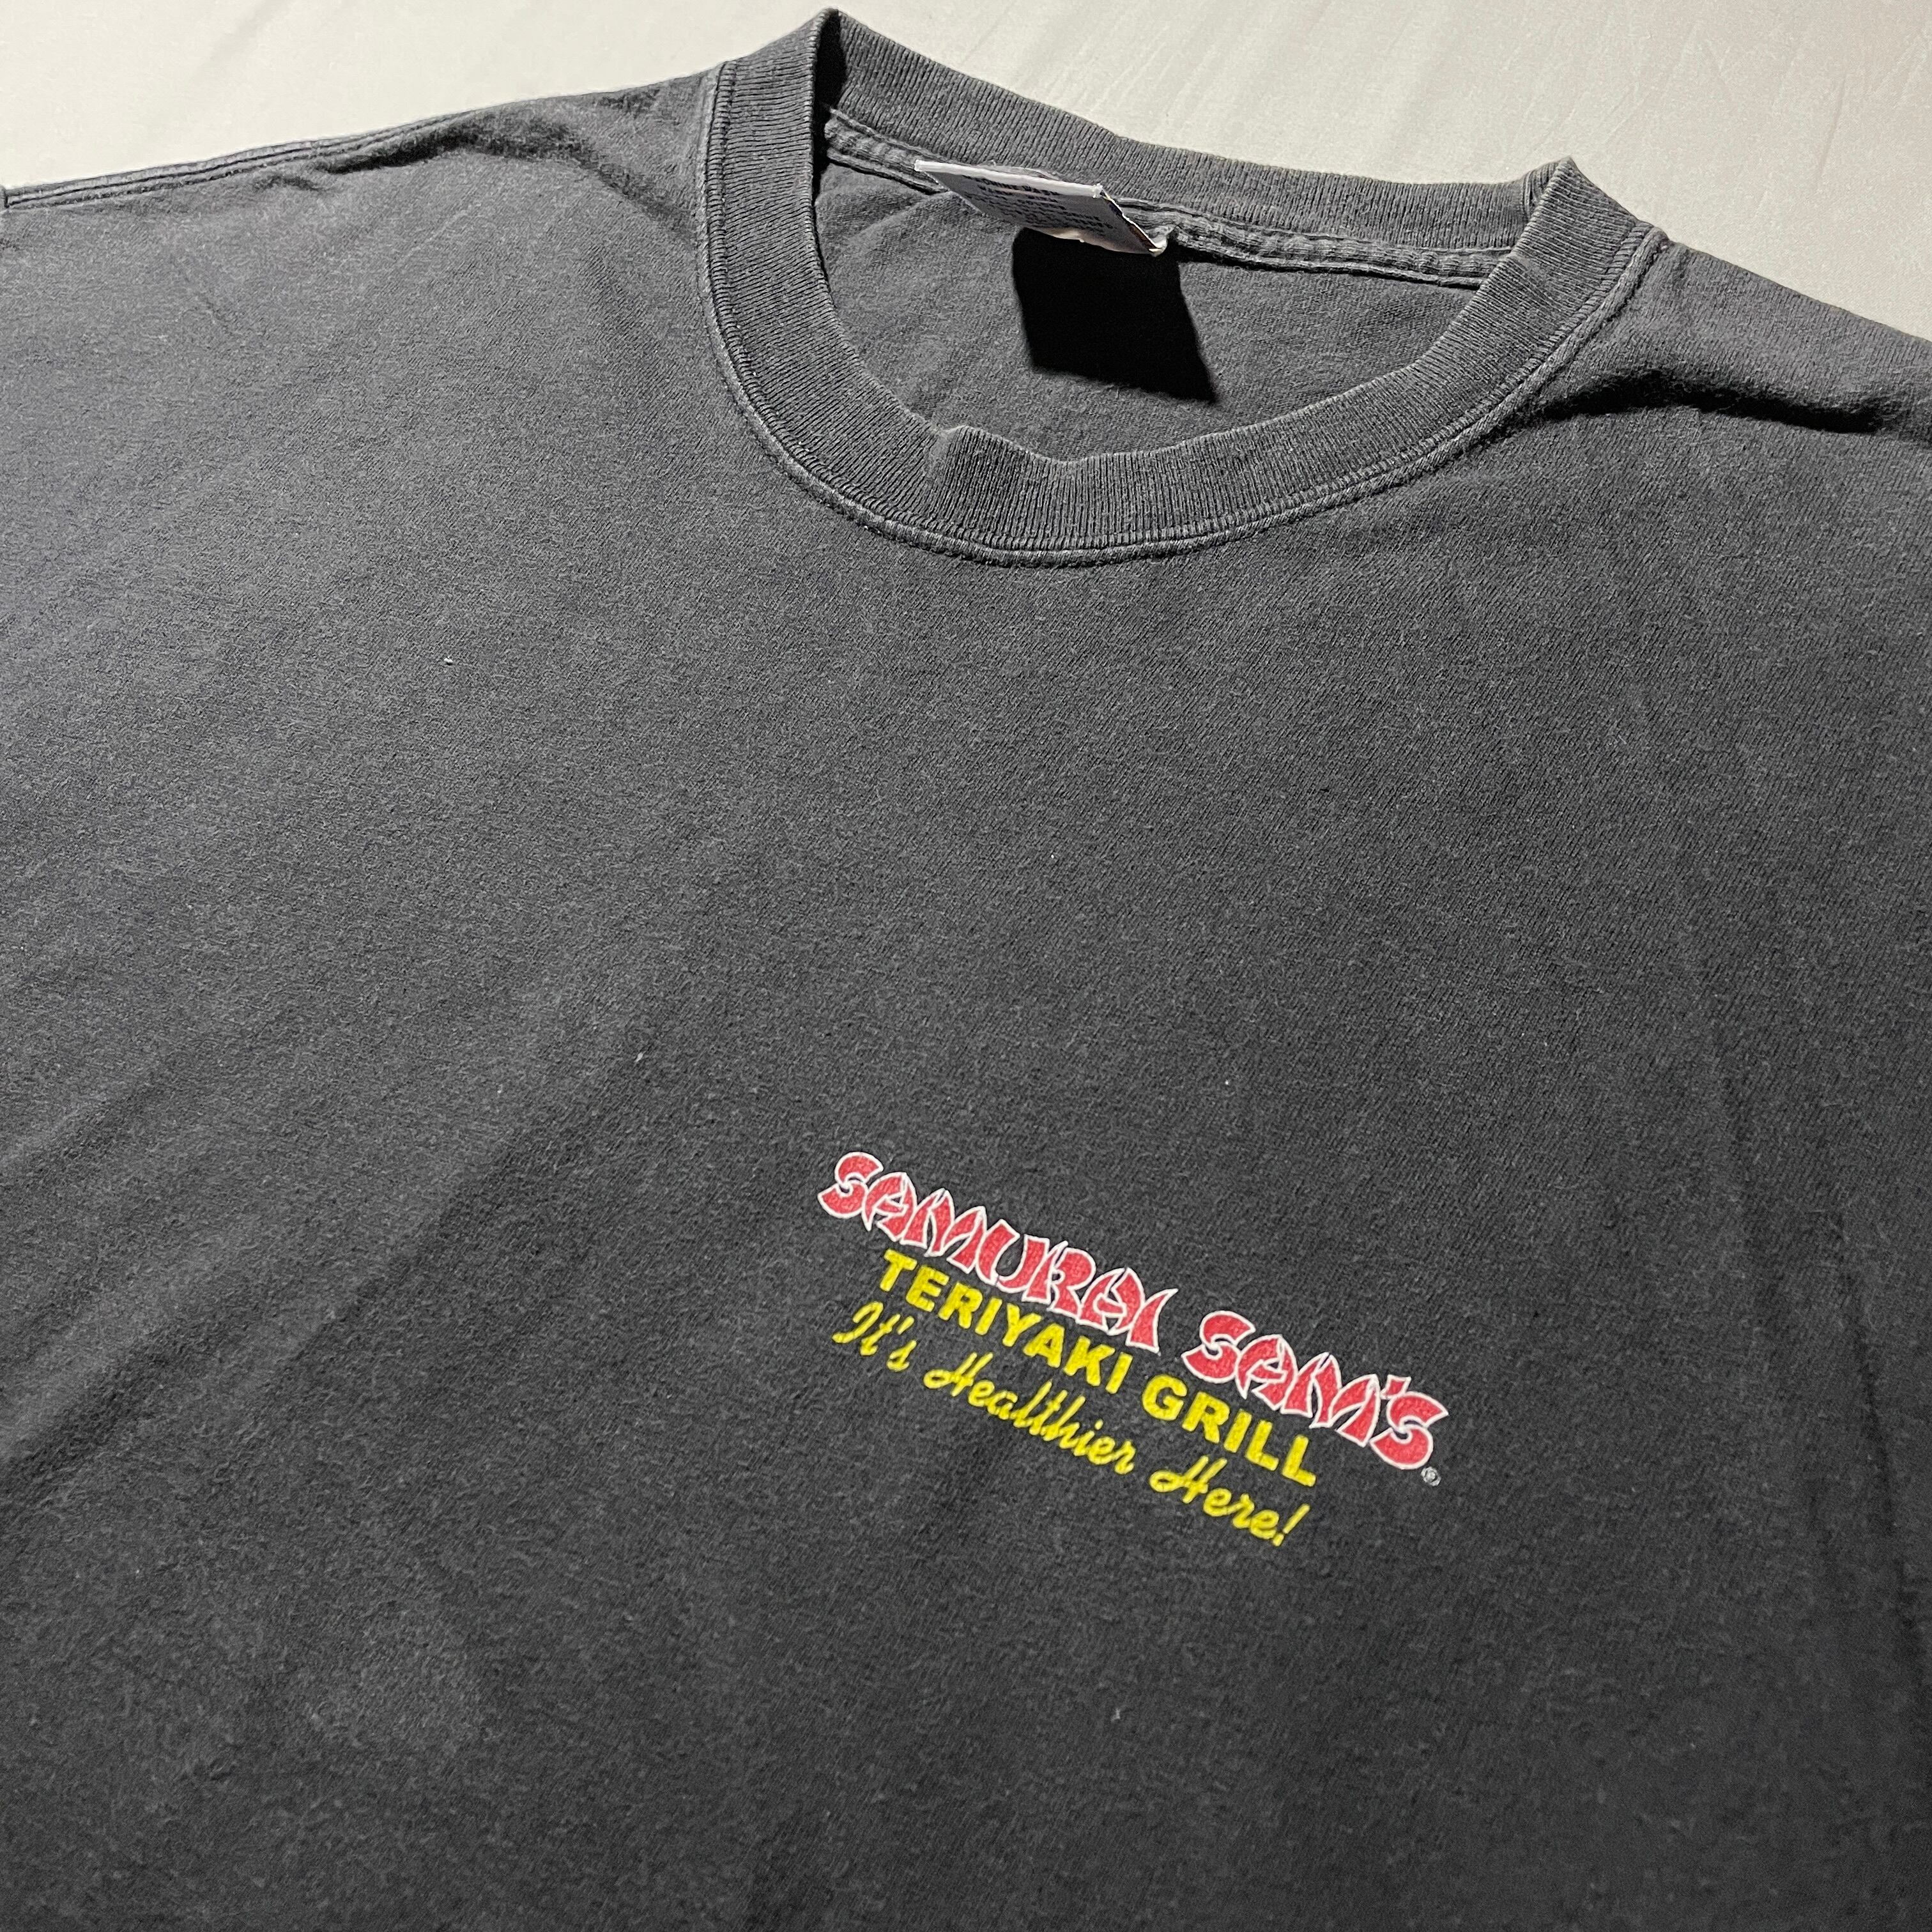 SAMURAI SAM'S®
TERIYAKI GRILL
It's Healthier Here!